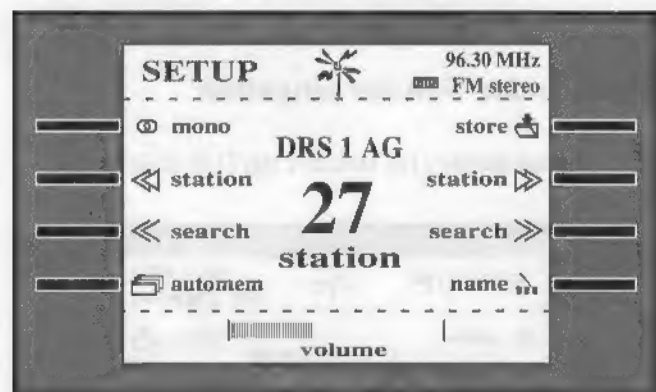 SETUP
96.30 MHz
FM stereo
mono
store
DRS 1 AG
station
station
27
search
search
station
automem
name
volume